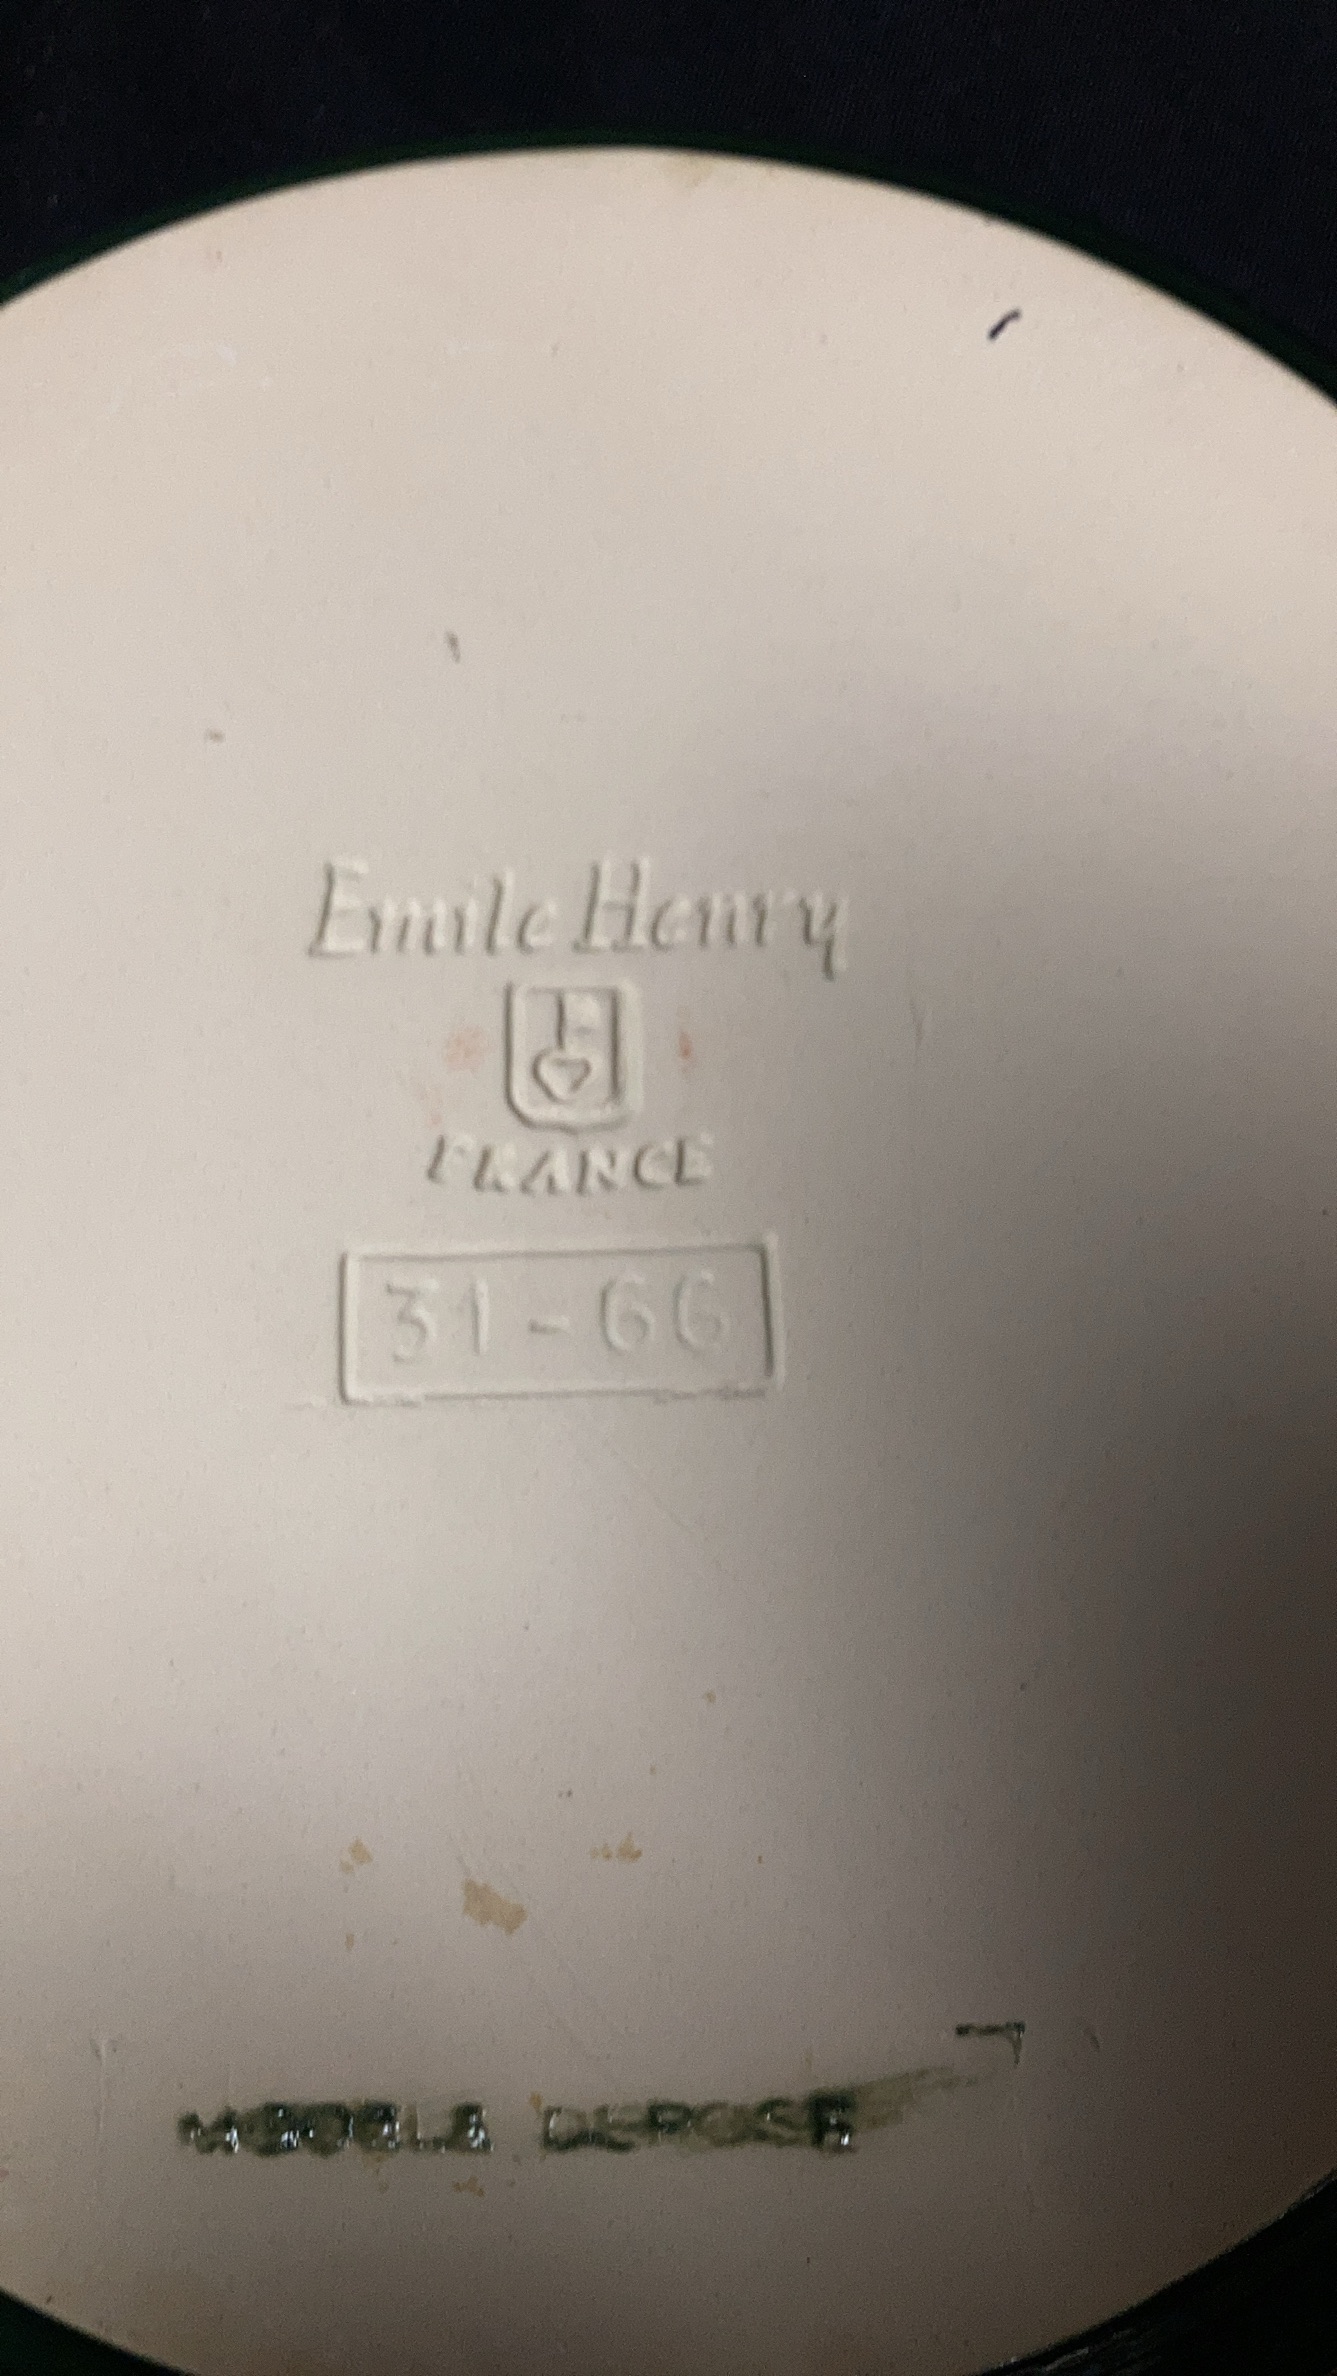 Emile Henry
FRANCE
31-66
MODELE DEPOSE